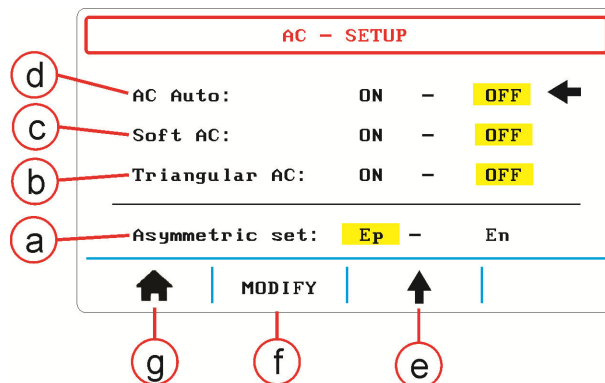 AC - SETUP
d
AC Auto: ON - OFF
c
Soft AC: ON - OFF
b
Triangular AC: ON - OFF
a
Asymmetric set: Ep - En
MODIFY
g f e